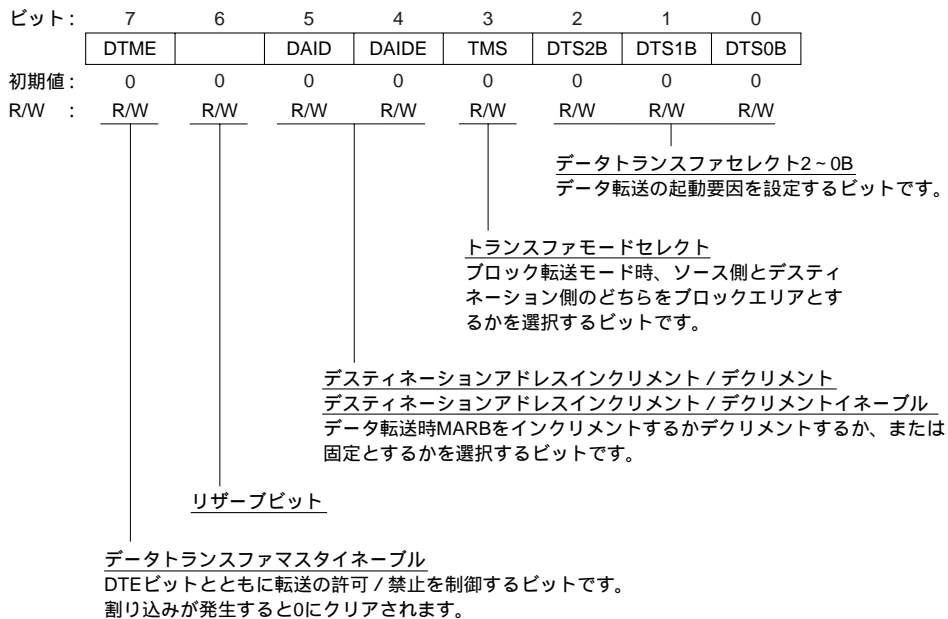 ビット: 7 6 5 4 3 2 1 0
DTME DAID DAIDE TMS DTS2B DTS1B DTS0B
初期値: 0 0 0 0 0 0 0 0
R/W : R/W R/W R/W R/W R/W R/W R/W R/W
データトランスファセレクト2~0B
データ転送の起動要因を設定するビットです。
トランスファモードセレクト
ブロック転送モード時、ソース側とデスティ
ネーション側のどちらをブロックエリアとす
るかを選択するビットです。
デスティネーションアドレスインクリメント/デクリメント
デスティネーションアドレスインクリメント/デクリメントイネーブル
データ転送時MARBをインクリメントするかデクリメントするか、または
固定とするかを選択するビットです。
リザーブビット
データトランスファマスタイネーブル
DTEビットとともに転送の許可/禁止を制御するビットです。
割り込みが発生すると0にクリアされます。